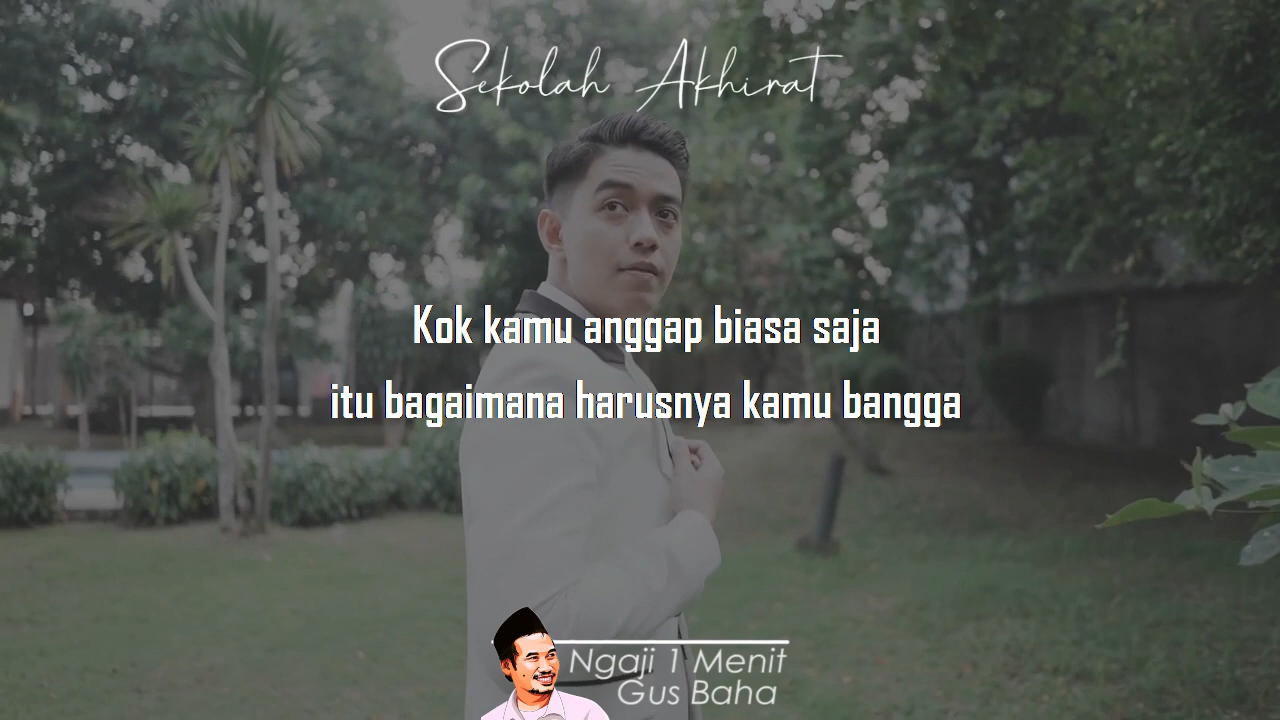 Sekolah Akhirat
Kok kamu anggap biasa saja
itu bagaimana harusnya kamu bangga
Ngaji 1 Menit
Gus Baha